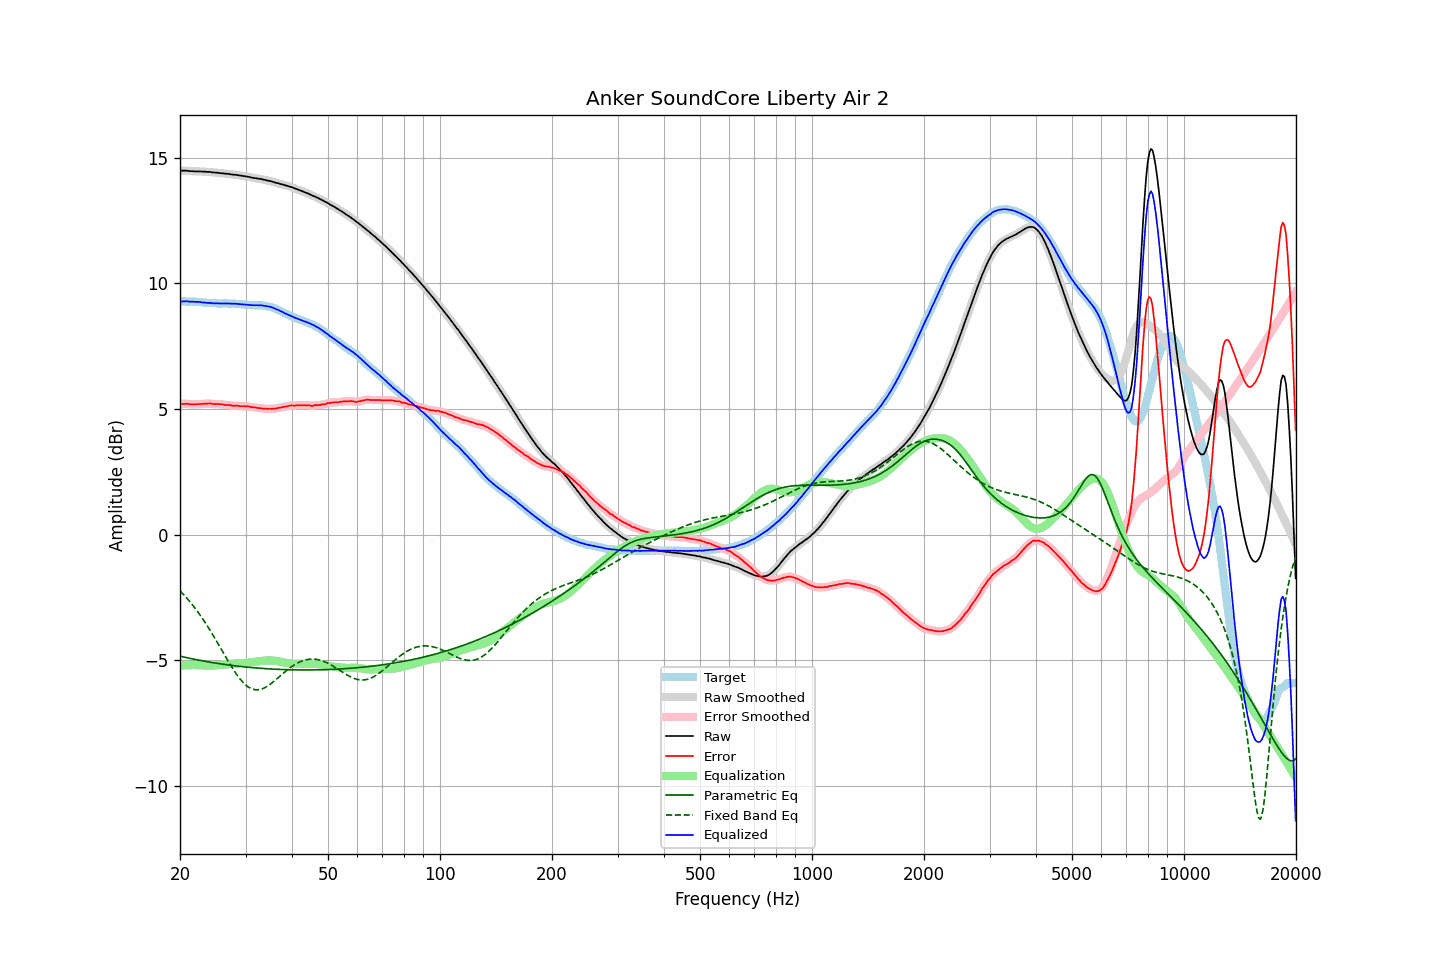 Anker SoundCore Liberty Air 2
Amplitude (dBr)
15
10
5
0
−5
−10
Target
Raw Smoothed
Error Smoothed
Raw
Error
Equalization
Parametric Eq
Fixed Band Eq
Equalized
20 50 100 200 500 1000 2000 5000 10000 20000
Frequency (Hz)